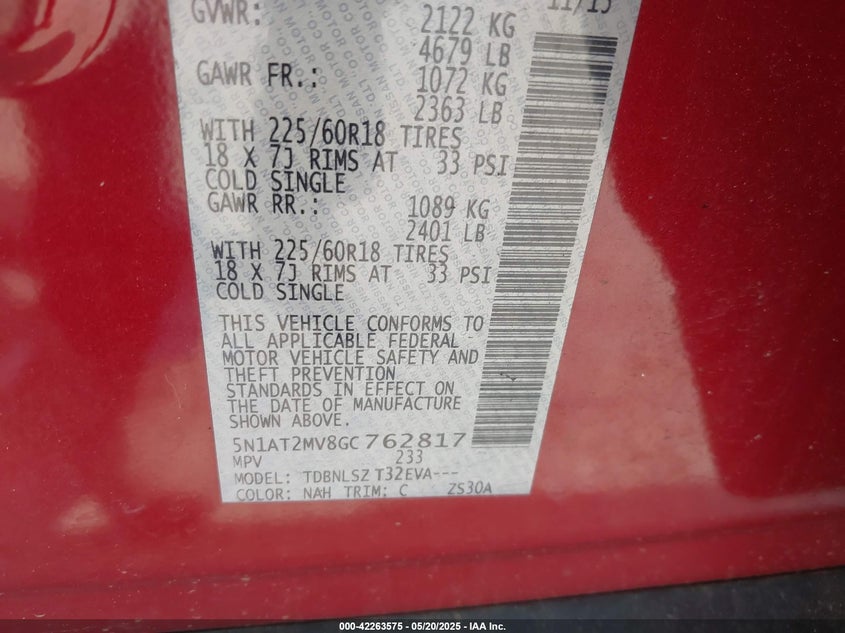 GVWR: 2122 KG
4679 LB
GAWR FR.: 1072 KG
2363 LB
WITH 225/60R18 TIRES
18 X 7J RIMS AT 33 PSI
COLD SINGLE
GAWR RR.: 1089 KG
2401 LB
WITH 225/60R18 TIRES
18 X 7J RIMS AT 33 PSI
COLD SINGLE
THIS VEHICLE CONFORMS TO
ALL APPLICABLE FEDERAL
MOTOR VEHICLE SAFETY AND
THEFT PREVENTION
STANDARDS IN EFFECT ON
THE DATE OF MANUFACTURE
SHOWN ABOVE.
5N1AT2MV8GC762817
MPV 233
MODEL: TDBNLSZ T32EVA---
COLOR: NAH TRIM: C ZS30A
000-42263575 — 05/20/2025 — IAA Inc.